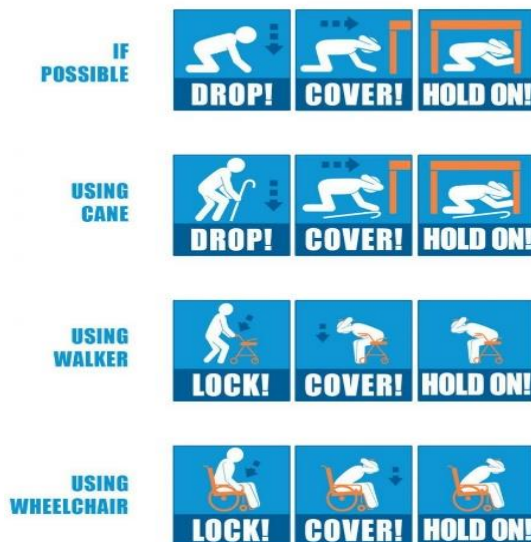 IF
POSSIBLE
DROP! COVER! HOLD ON!
USING
CANE
DROP! COVER! HOLD ON!
USING
WALKER
LOCK! COVER! HOLD ON!
USING
WHEELCHAIR
LOCK! COVER! HOLD ON!